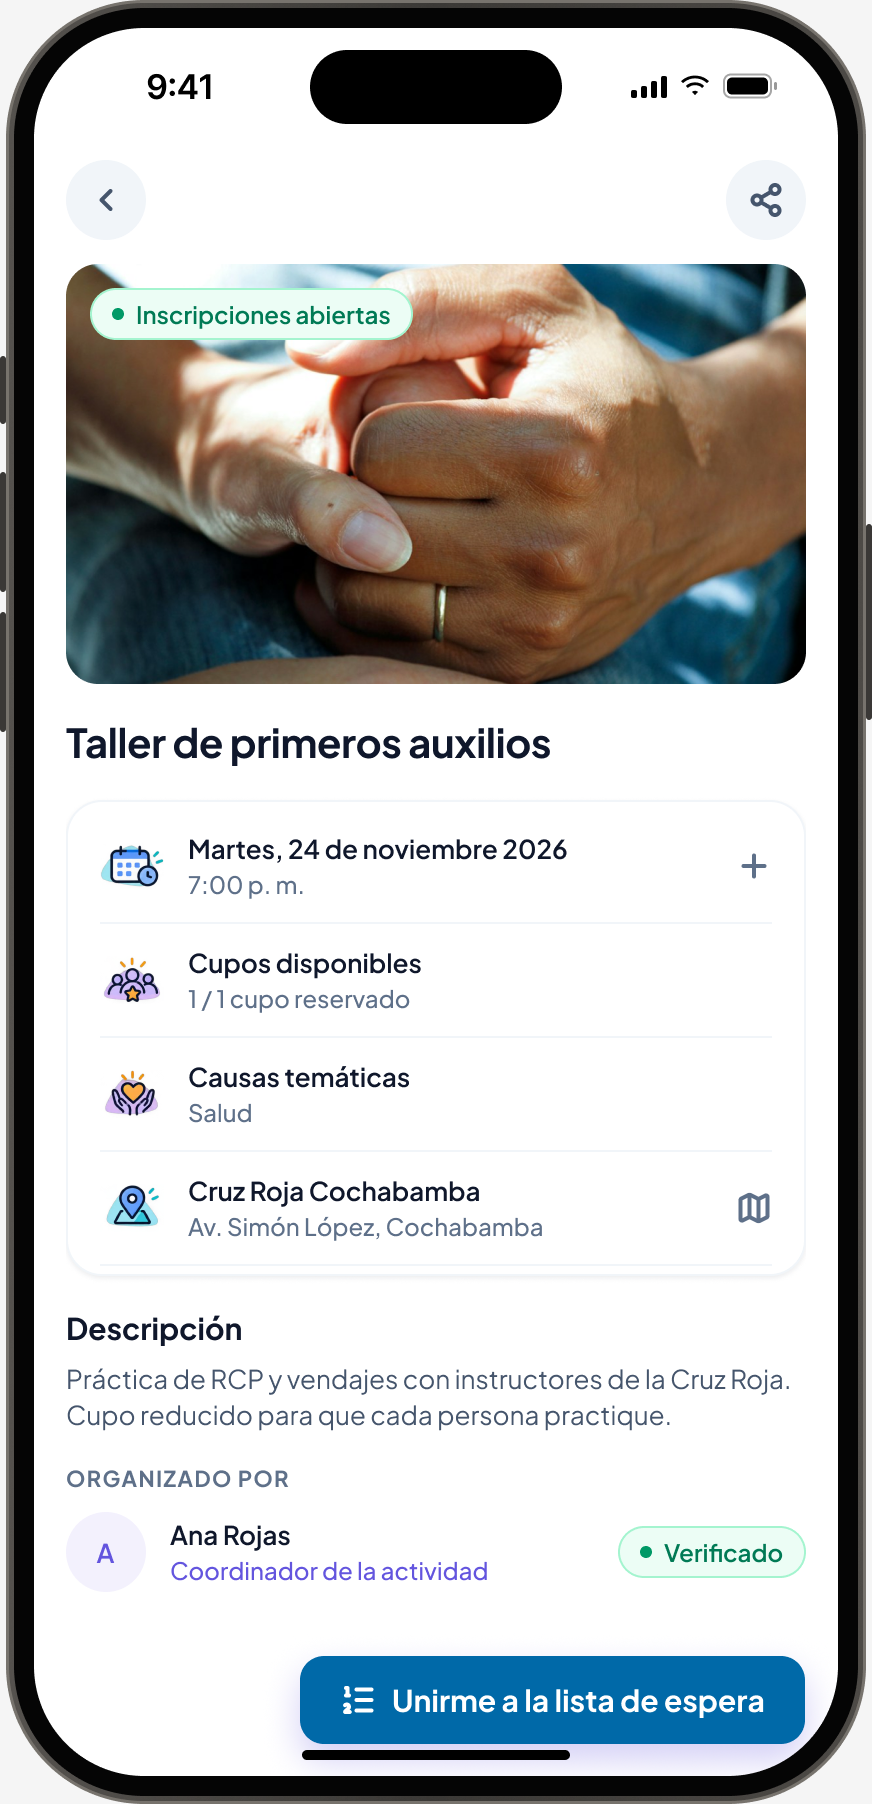 9:41
Inscripciones abiertas
Taller de primeros auxilios
Martes, 24 de noviembre 2026
7:00 p. m.
Cupos disponibles
1 / 1 cupo reservado
Causas temáticas
Salud
Cruz Roja Cochabamba
Av. Simón López, Cochabamba
Descripción
Práctica de RCP y vendajes con instructores de la Cruz Roja.
Cupo reducido para que cada persona practique.
ORGANIZADO POR
A
Ana Rojas
Coordinador de la actividad
Verificado
Unirme a la lista de espera